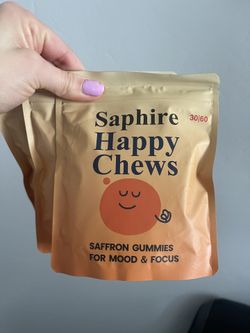 Saphire
Happy
Chews
30|60
SAFFRON GUMMIES
FOR MOOD & FOCUS